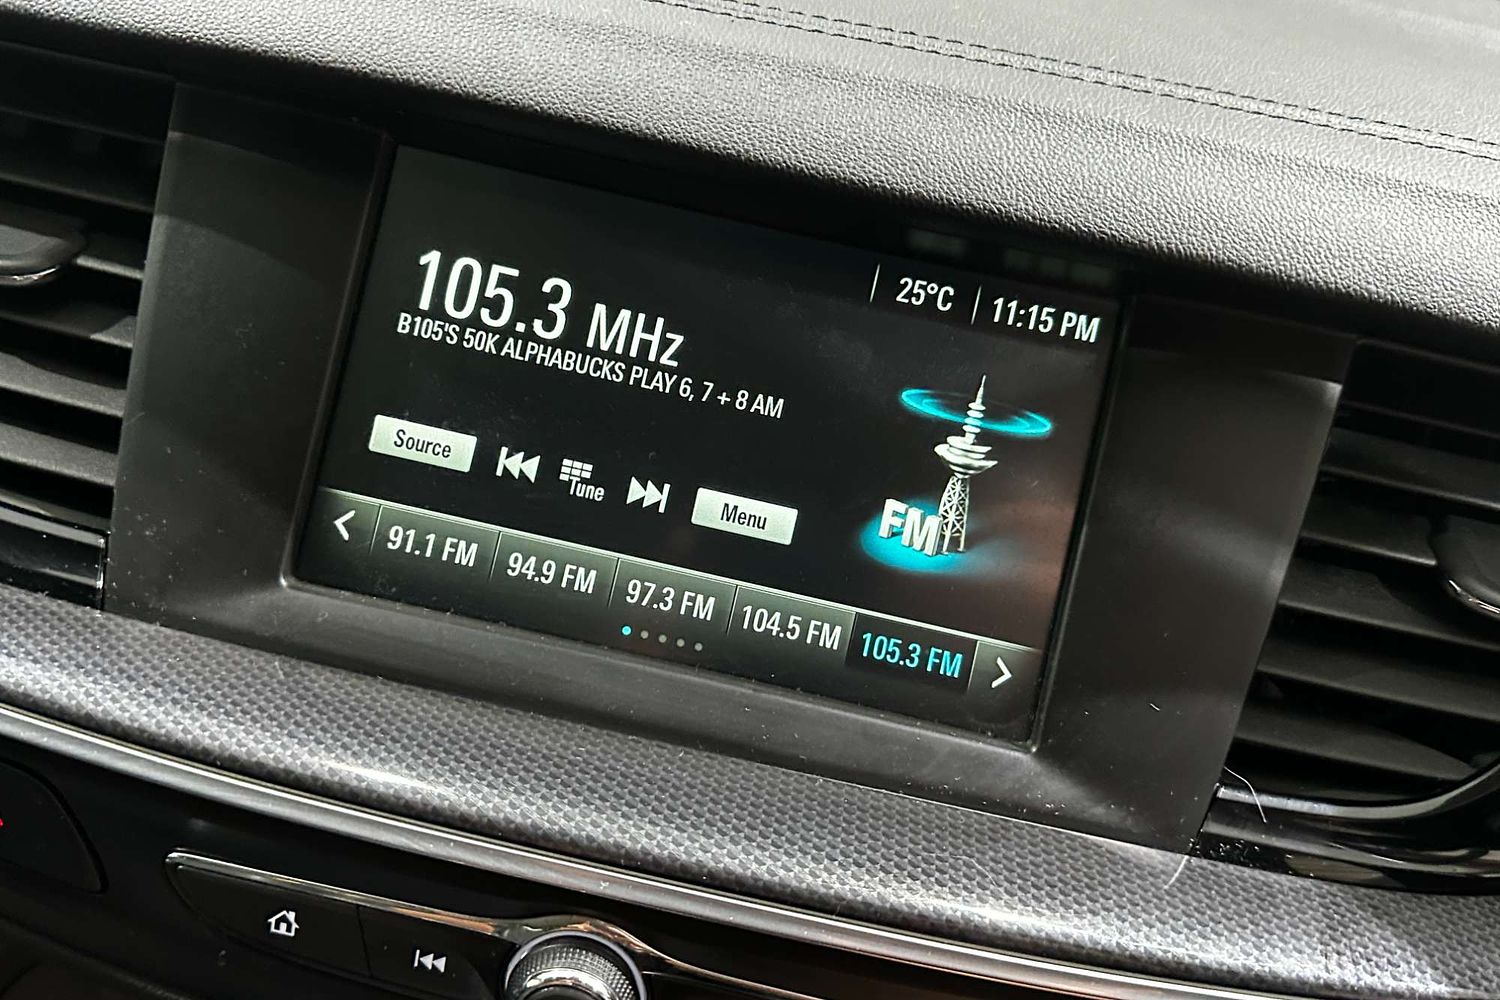 25°C
11:15 PM
105.3 MHz
B105'S 50K ALPHABUCKS PLAY 6, 7 + 8 AM
Source
Tune
Menu
FM
91.1 FM
94.9 FM
97.3 FM
104.5 FM
105.3 FM